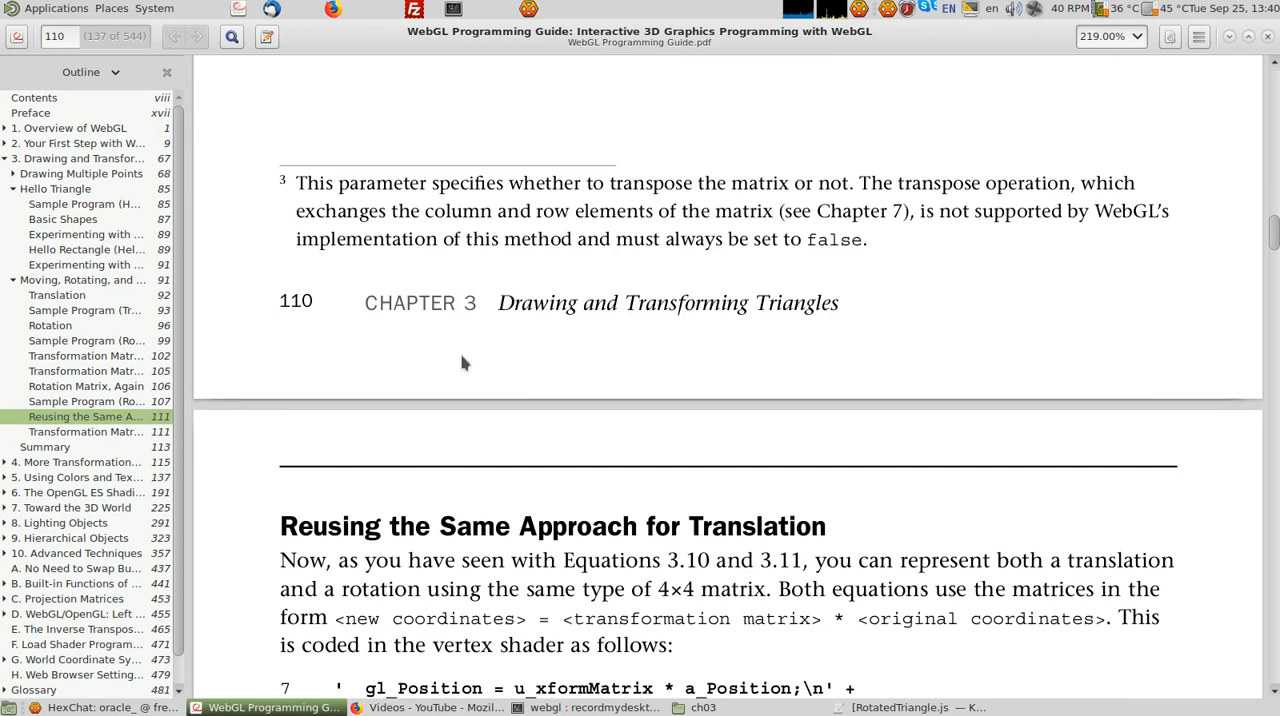 Applications Places System
EN
en
40 RPM
36 °C
45 °C
Tue Sep 25, 13:40
110
(137 of 544)
WebGL Programming Guide: Interactive 3D Graphics Programming with WebGL
WebGL Programming Guide.pdf
219.00%
Outline
Contents viii
Preface xvii
1. Overview of WebGL 1
2. Your First Step with W... 9
3. Drawing and Transfor... 67
Drawing Multiple Points 68
Hello Triangle 85
Sample Program (H... 85
Basic Shapes 87
Experimenting with ... 89
Hello Rectangle (Hel... 89
Experimenting with ... 91
Moving, Rotating, and ... 91
Translation 92
Sample Program (Tr... 93
Rotation 96
Sample Program (Ro... 99
Transformation Matr... 102
Transformation Matr... 105
Rotation Matrix, Again 106
Sample Program (Ro... 107
Reusing the Same A... 111
Transformation Matr... 111
Summary 113
4. More Transformation... 115
5. Using Colors and Tex... 137
6. The OpenGL ES Shadi... 191
7. Toward the 3D World 225
8. Lighting Objects 291
9. Hierarchical Objects 323
10. Advanced Techniques 357
A. No Need to Swap Bu... 437
B. Built-in Functions of ... 441
C. Projection Matrices 453
D. WebGL/OpenGL: Left ... 455
E. The Inverse Transpos... 465
F. Load Shader Program... 471
G. World Coordinate Sy... 473
H. Web Browser Setting... 479
Glossary 481
3 This parameter specifies whether to transpose the matrix or not. The transpose operation, which
exchanges the column and row elements of the matrix (see Chapter 7), is not supported by WebGL's
implementation of this method and must always be set to false.
110 CHAPTER 3 Drawing and Transforming Triangles
Reusing the Same Approach for Translation
Now, as you have seen with Equations 3.10 and 3.11, you can represent both a translation
and a rotation using the same type of 4×4 matrix. Both equations use the matrices in the
form <new coordinates> = <transformation matrix> * <original coordinates>. This
is coded in the vertex shader as follows:
7 ' gl_Position = u_xformMatrix * a_Position;\n' +
HexChat: oracle_ @ fre...
WebGL Programming G...
Videos - YouTube - Mozil...
webgl : recordmydeskt...
ch03
[RotatedTriangle.js — K...